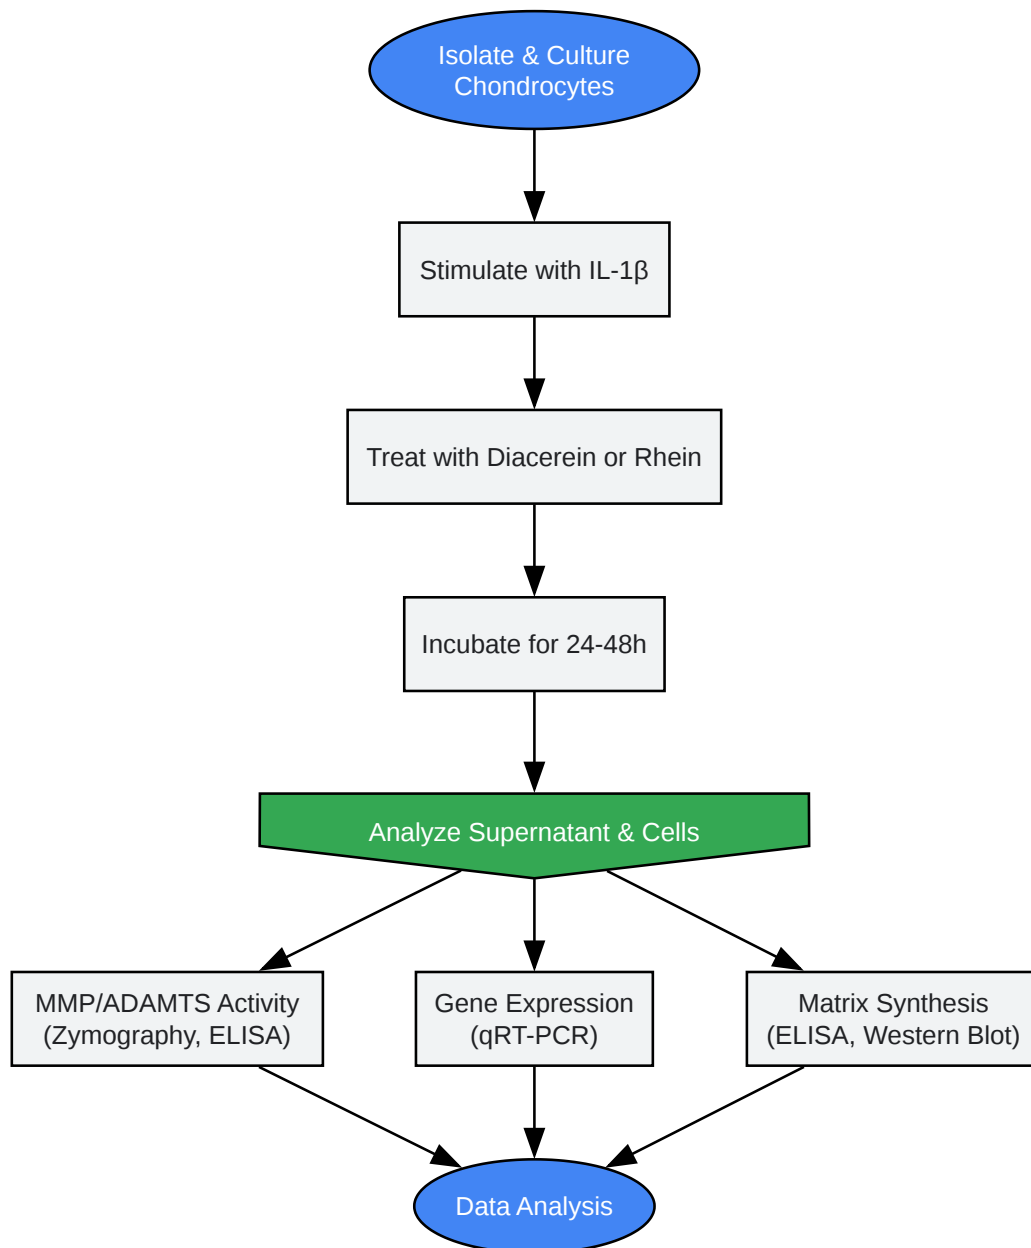 Isolate & Culture
Chondrocytes
Stimulate with IL-1β
Treat with Diacerein or Rhein
Incubate for 24-48h
Analyze Supernatant & Cells
MMP/ADAMTS Activity
(Zymography, ELISA)
Gene Expression
(qRT-PCR)
Matrix Synthesis
(ELISA, Western Blot)
Data Analysis